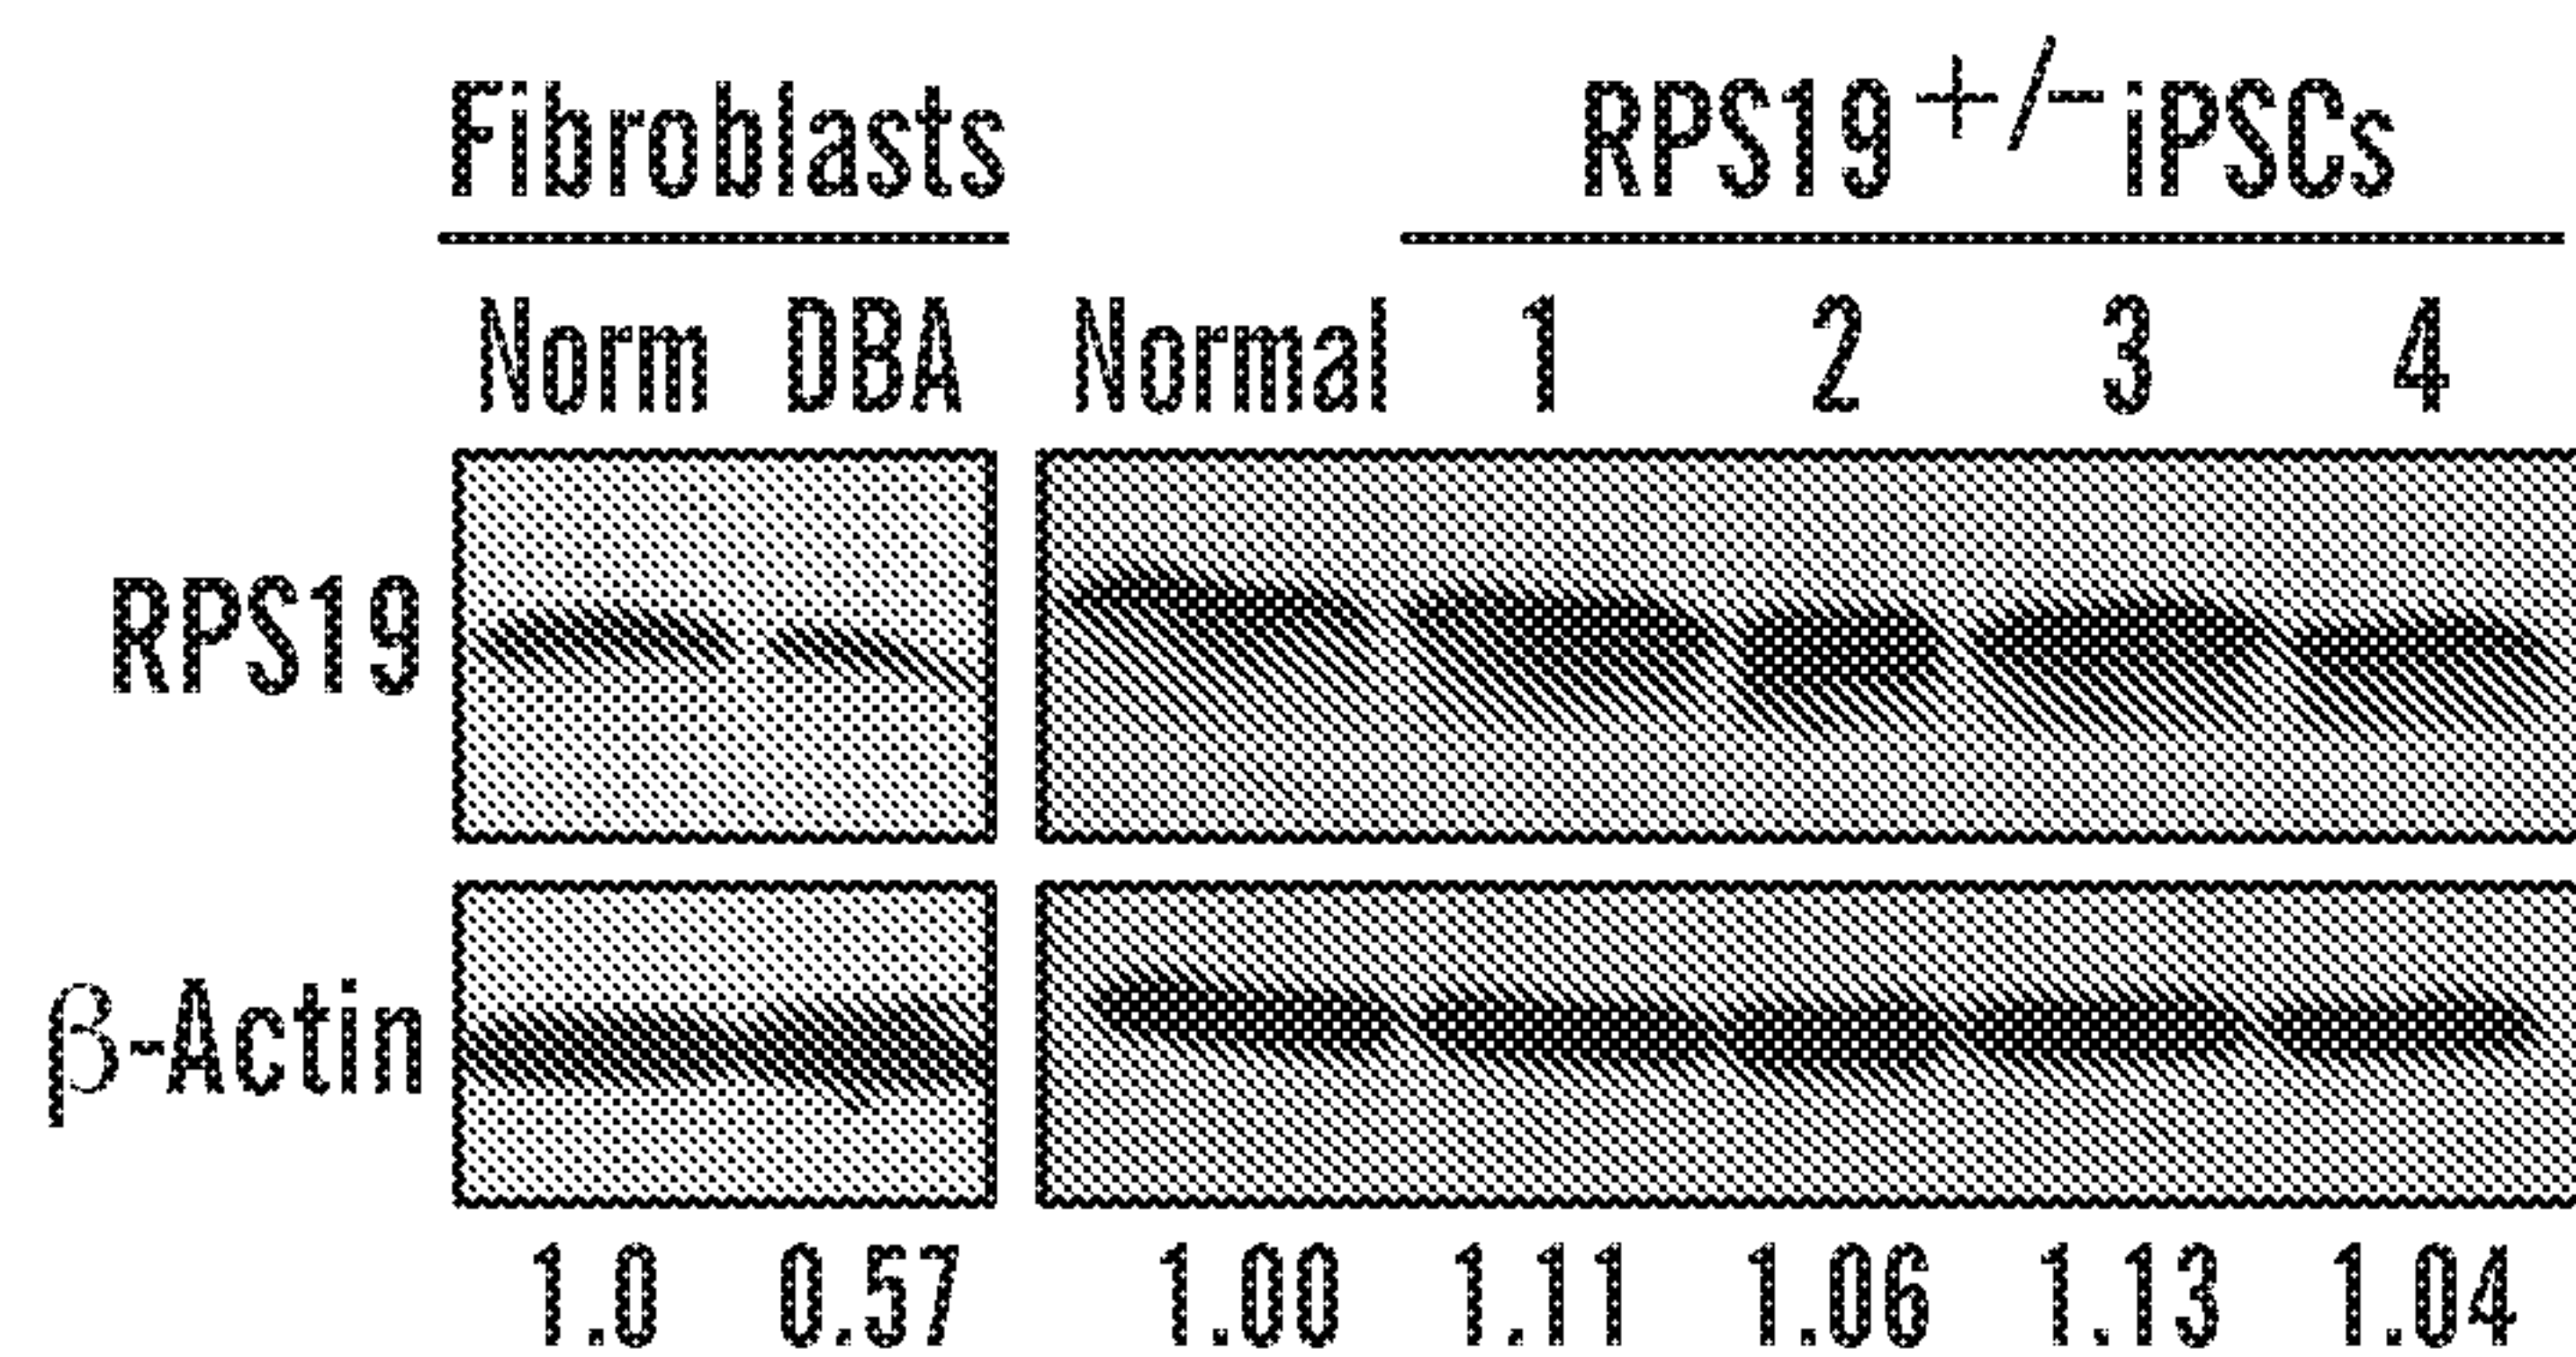 Fibroblasts RPS19+/- iPSCs
Norm DBA Normal 1 2 3 4
RPS19
β-Actin
1.0 0.57 1.00 1.11 1.06 1.13 1.04